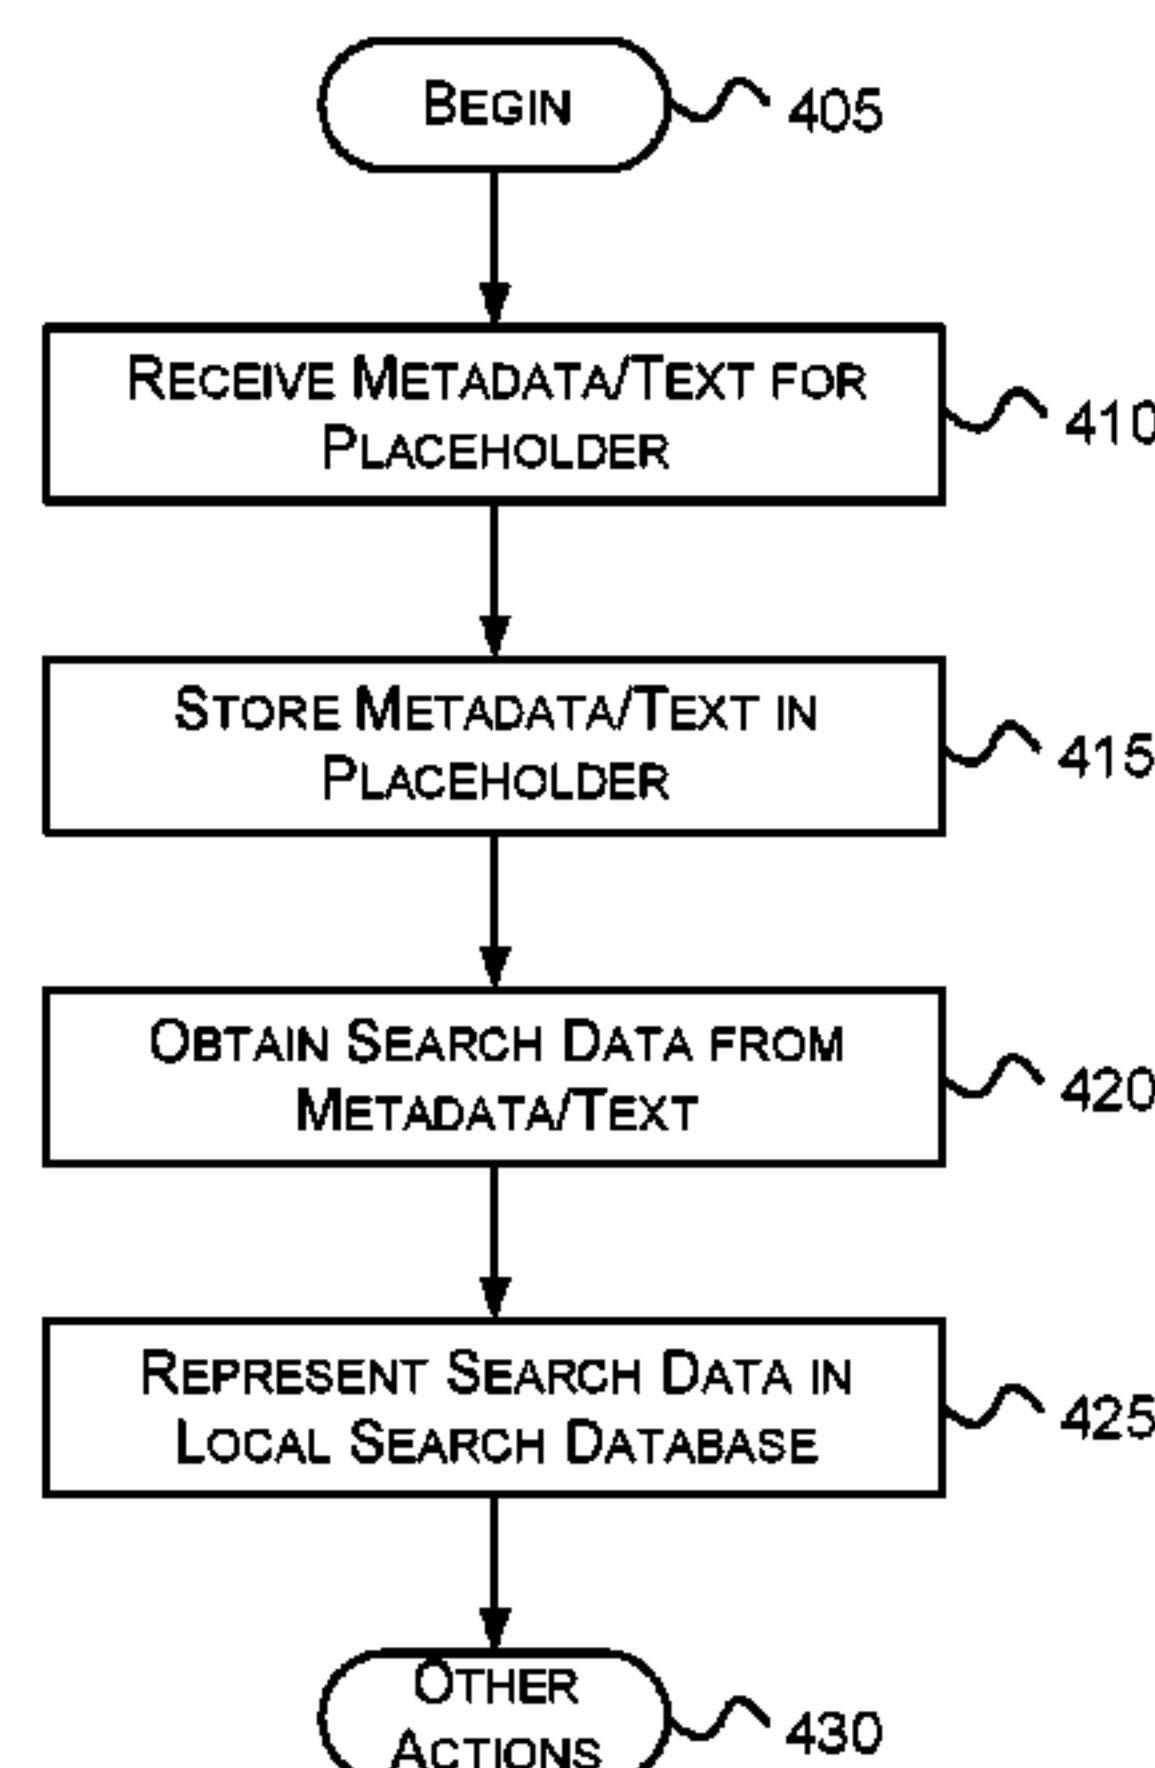 BEGIN
405
RECEIVE METADATA/TEXT FOR
PLACEHOLDER
410
STORE METADATA/TEXT IN
PLACEHOLDER
415
OBTAIN SEARCH DATA FROM
METADATA/TEXT
420
REPRESENT SEARCH DATA IN
LOCAL SEARCH DATABASE
425
OTHER
ACTIONS
430